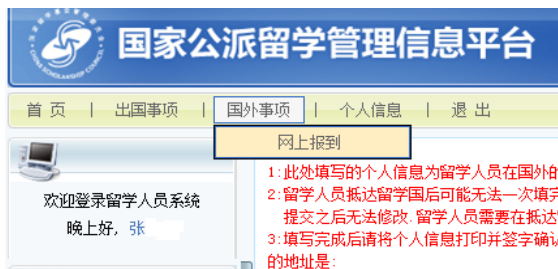 国家公派留学管理信息平台
首 页 | 出国事项 | 国外事项 | 个人信息 | 退 出
网上报到
欢迎登录留学人员系统
晚上好, 张
1:此处填写的个人信息为留学人员在国外的
2:留学人员抵达留学国后可能无法一次填完
提交之后无法修改.留学人员需要在抵达
3:填写完成后请将个人信息打印并签字确认
的地址是: